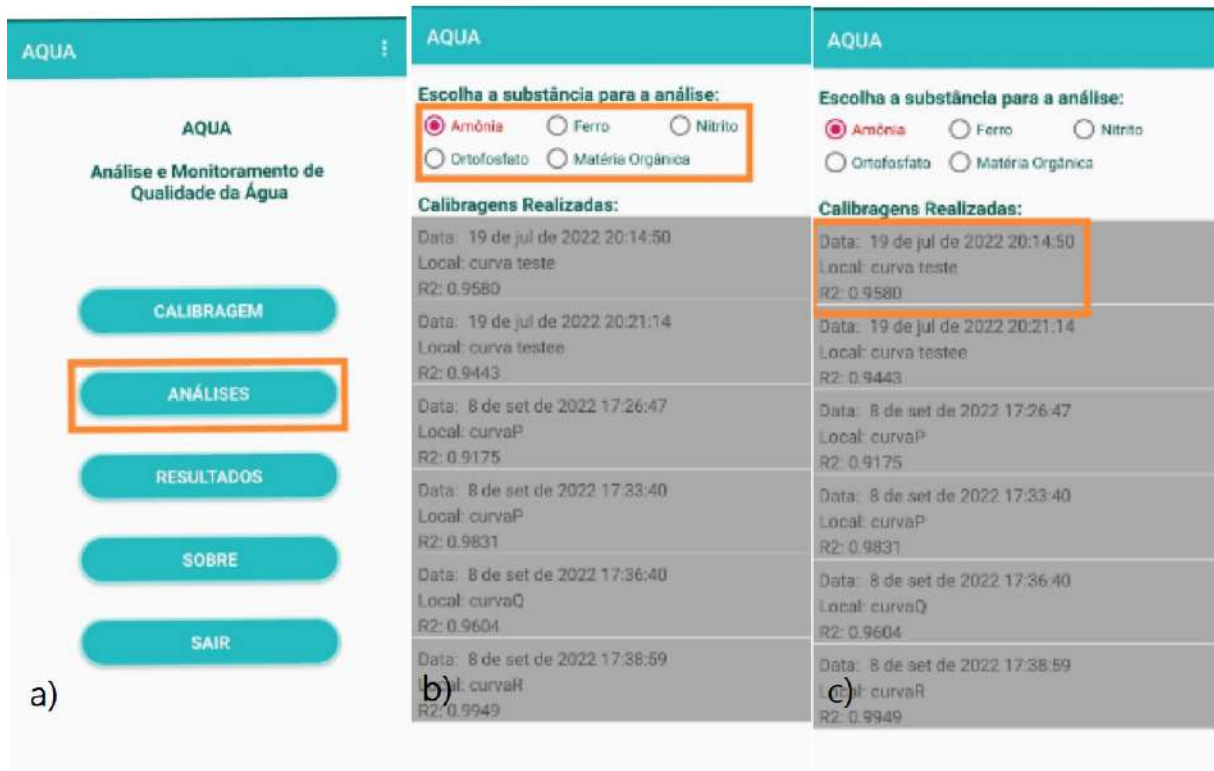 AQUA
AQUA
Análise e Monitoramento de
Qualidade da Água
CALIBRAGEM
ANÁLISES
RESULTADOS
SOBRE
SAIR
a)
AQUA
Escolha a substância para a análise:
Amônia Ferro Nitrito
Ortofosfato Matéria Orgânica
Calibragens Realizadas:
Data: 19 de jul de 2022 20:14:50
Local: curva teste
R2: 0.9580
Data: 19 de jul de 2022 20:21:14
Local: curva testee
R2: 0.9443
Data: 8 de set de 2022 17:26:47
Local: curvaP
R2: 0.9175
Data: 8 de set de 2022 17:33:40
Local: curvaP
R2: 0.9831
Data: 8 de set de 2022 17:36:40
Local: curvaQ
R2: 0.9604
Data: 8 de set de 2022 17:38:59
Local: curvaR
R2: 0.9949
b)
AQUA
Escolha a substância para a análise:
Amônia Ferro Nitrito
Ortofosfato Matéria Orgânica
Calibragens Realizadas:
Data: 19 de jul de 2022 20:14:50
Local: curva teste
R2: 0.9580
Data: 19 de jul de 2022 20:21:14
Local: curva testee
R2: 0.9443
Data: 8 de set de 2022 17:26:47
Local: curvaP
R2: 0.9175
Data: 8 de set de 2022 17:33:40
Local: curvaP
R2: 0.9831
Data: 8 de set de 2022 17:36:40
Local: curvaQ
R2: 0.9604
Data: 8 de set de 2022 17:38:59
Local: curvaR
R2: 0.9949
c)